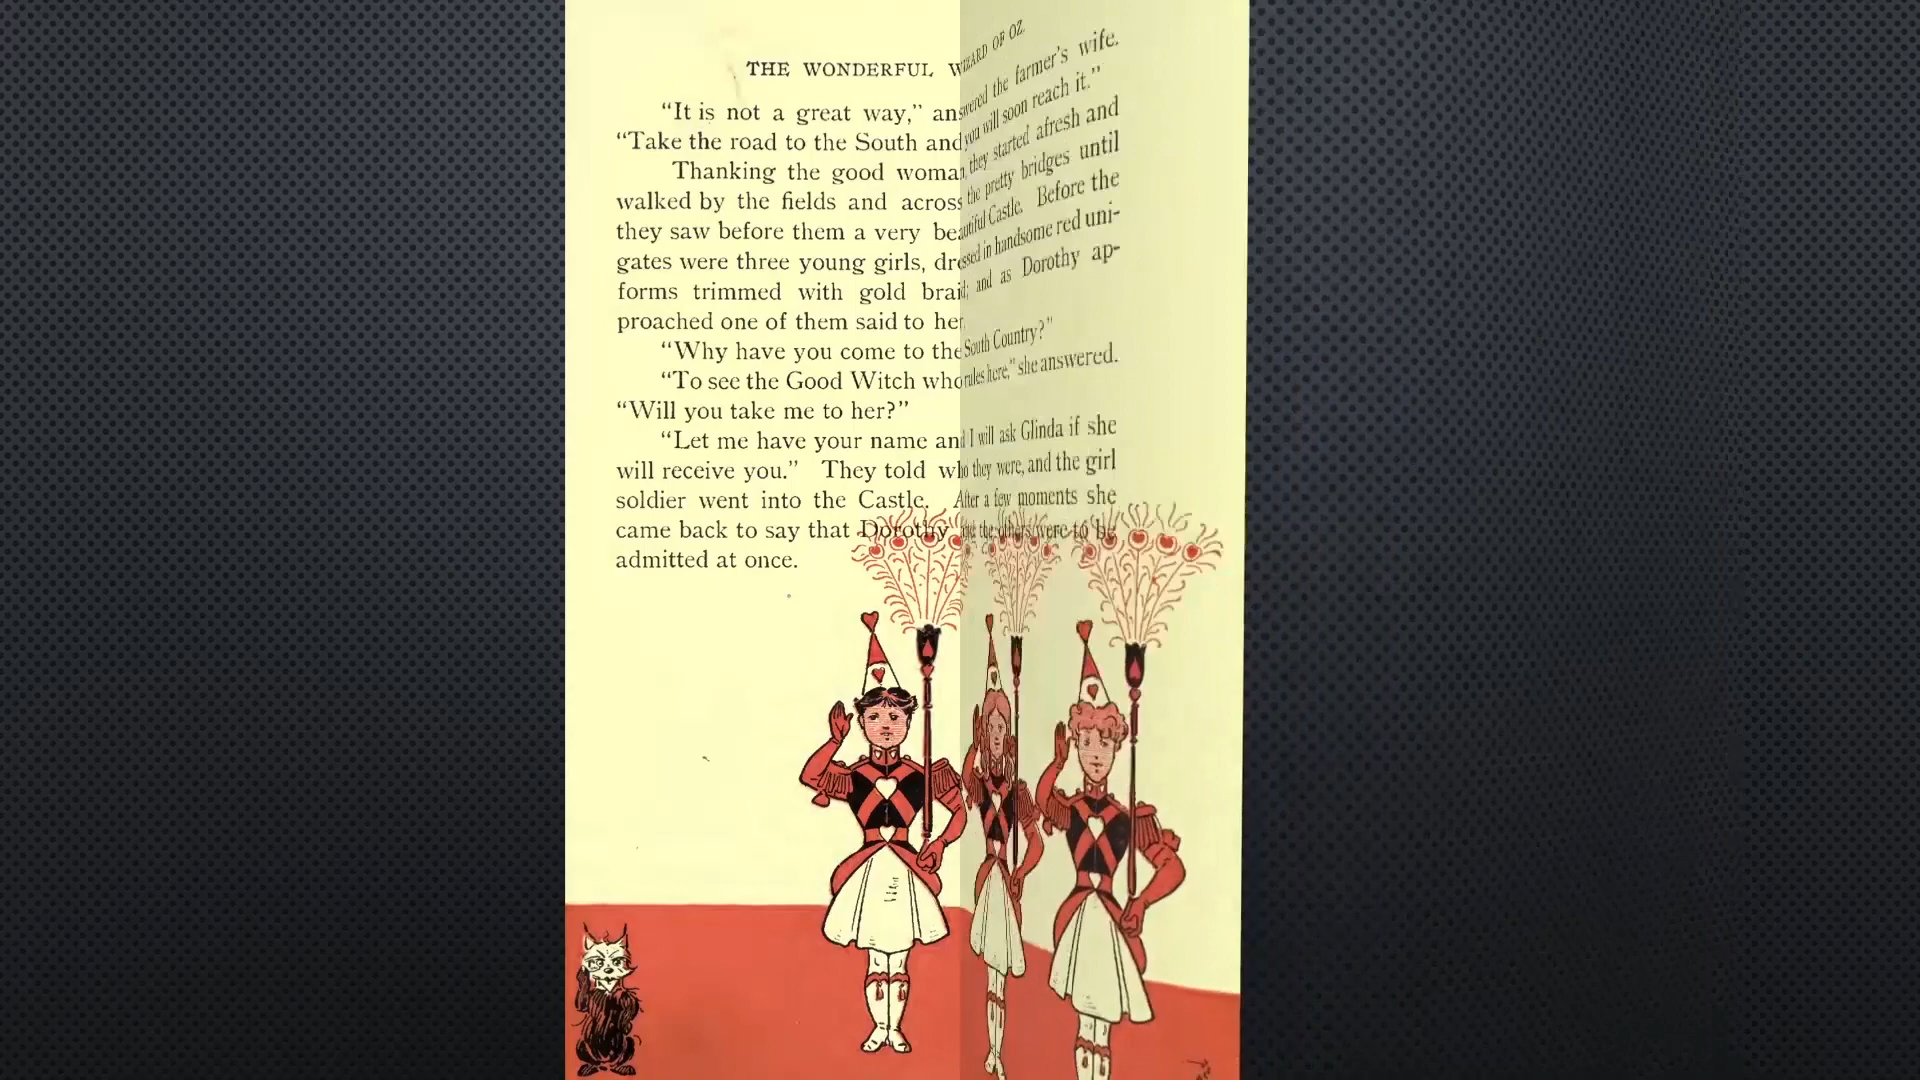 THE WONDERFUL WIZARD OF OZ
“It is not a great way,” answered the farmer’s wife.
“Take the road to the South and you will soon reach it.”
Thanking the good woman, they started afresh and
walked by the fields and across the pretty bridges until
they saw before them a very beautiful Castle. Before the
gates were three young girls, dressed in handsome red uni-
forms trimmed with gold braid; and as Dorothy ap-
proached one of them said to her
“Why have you come to the South Country?”
“To see the Good Witch who rules here,” she answered.
“Will you take me to her?”
“Let me have your name and I will ask Glinda if she
will receive you.” They told who they were, and the girl
soldier went into the Castle. After a few moments she
came back to say that Dorothy and the others were to be
admitted at once.